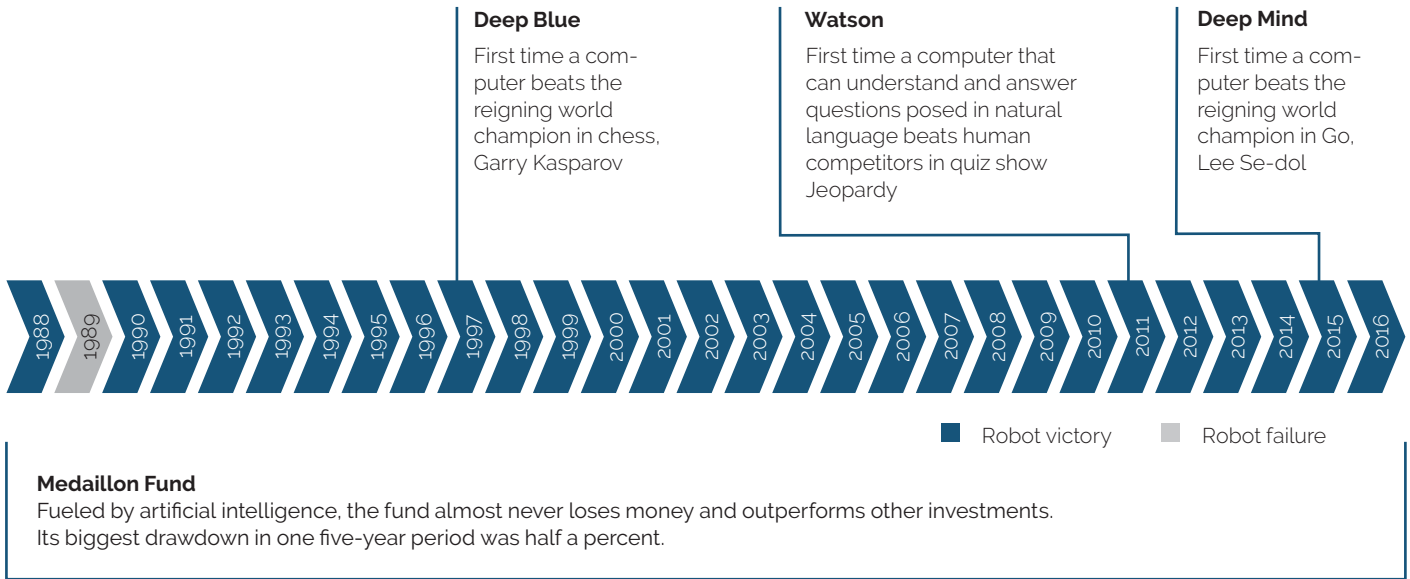 Deep Blue
First time a com-
puter beats the
reigning world
champion in chess,
Garry Kasparov
Watson
First time a computer that
can understand and answer
questions posed in natural
language beats human
competitors in quiz show
Jeopardy
Deep Mind
First time a com-
puter beats the
reigning world
champion in Go,
Lee Se-dol
1988
1989
1990
1991
1992
1993
1994
1995
1996
1997
1998
1999
2000
2001
2002
2003
2004
2005
2006
2007
2008
2009
2010
2011
2012
2013
2014
2015
2016
Robot victory
Robot failure
Medaillon Fund
Fueled by artificial intelligence, the fund almost never loses money and outperforms other investments.
Its biggest drawdown in one five-year period was half a percent.